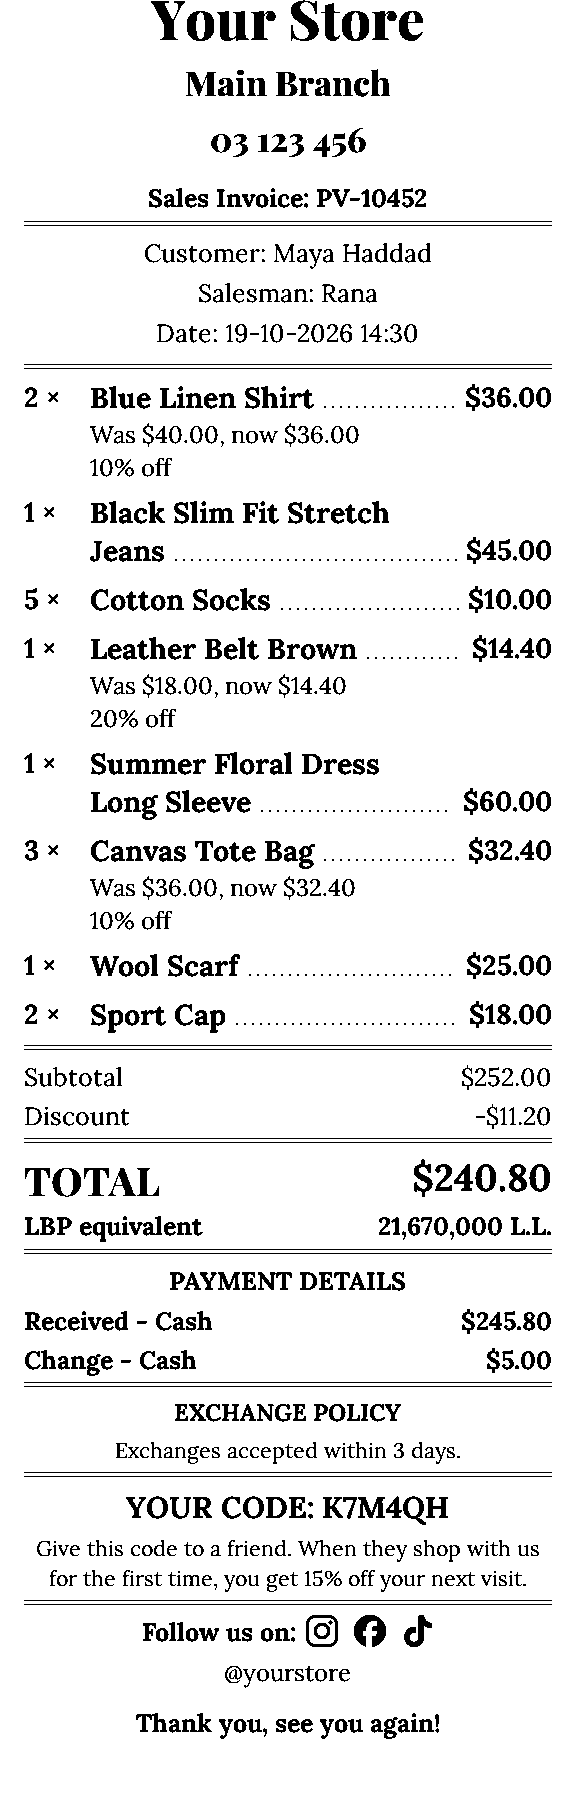 Your Store
Main Branch
03 123 456
Sales Invoice: PV-10452
Customer: Maya Haddad
Salesman: Rana
Date: 19-10-2026 14:30
2 × Blue Linen Shirt ................. $36.00
Was $40.00, now $36.00
10% off
1 × Black Slim Fit Stretch
Jeans .................................... $45.00
5 × Cotton Socks ....................... $10.00
1 × Leather Belt Brown ............ $14.40
Was $18.00, now $14.40
20% off
1 × Summer Floral Dress
Long Sleeve ........................ $60.00
3 × Canvas Tote Bag ................. $32.40
Was $36.00, now $32.40
10% off
1 × Wool Scarf .......................... $25.00
2 × Sport Cap ............................ $18.00
Subtotal $252.00
Discount -$11.20
TOTAL $240.80
LBP equivalent 21,670,000 L.L.
PAYMENT DETAILS
Received - Cash $245.80
Change - Cash $5.00
EXCHANGE POLICY
Exchanges accepted within 3 days.
YOUR CODE: K7M4QH
Give this code to a friend. When they shop with us
for the first time, you get 15% off your next visit.
Follow us on:
@yourstore
Thank you, see you again!